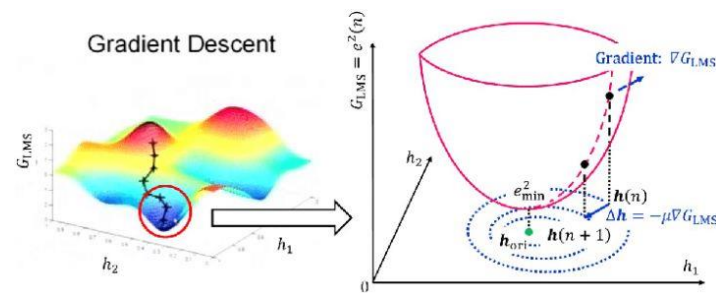 Gradient Descent
G_LMS
h_2
h_1
G_LMS = e^2(n)
Gradient: ∇G_LMS
h_2
e^2_min
h(n)
Δh = −μ∇G_LMS
h_ori
h(n + 1)
0
h_1